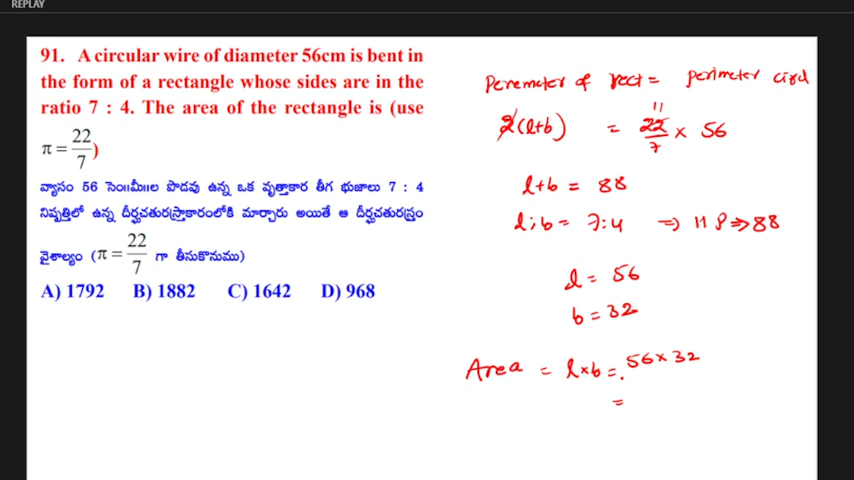 REPLAY
91. A circular wire of diameter 56cm is bent in
the form of a rectangle whose sides are in the
ratio 7 : 4. The area of the rectangle is (use
π = 22/7)
వ్యాసం 56 సెం॥మీ॥ల పొడవు ఉన్న ఒక వృత్తాకార తీగ భుజాలు 7 : 4
నిష్పత్తిలో ఉన్న దీర్ఘచతురస్రాకారంలోకి మార్చారు అయితే ఆ దీర్ఘచతురస్రం
వైశాల్యం (π = 22/7 గా తీసుకొనుము)
A) 1792 B) 1882 C) 1642 D) 968
Peremeter of rect = perimeter circl
2(l+b) = 11 22/7 × 56
l+b = 88
l:b = 7:4 ⇒ 11 P ⇒ 88
l = 56
b = 32
Area = l×b = 56×32
=